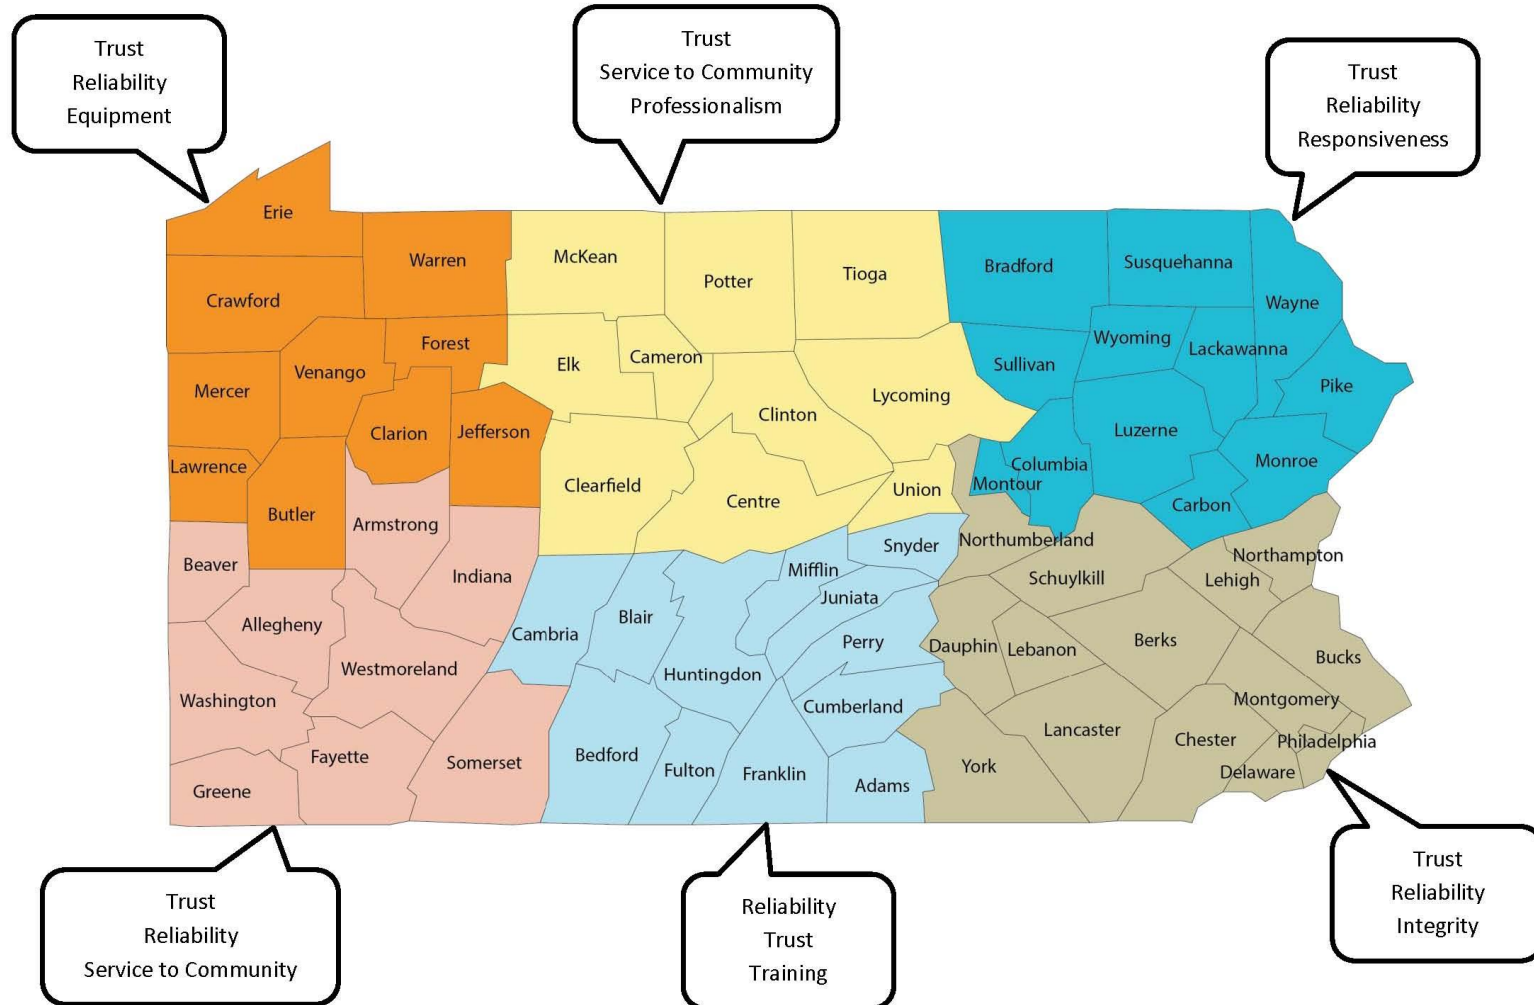 Trust
Reliability
Equipment
Trust
Service to Community
Professionalism
Trust
Reliability
Responsiveness
Erie
Warren
McKean
Potter
Tioga
Bradford
Susquehanna
Wayne
Crawford
Forest
Venango
Mercer
Elk
Cameron
Clinton
Lycoming
Sullivan
Wyoming
Lackawanna
Pike
Clarion
Jefferson
Lawrence
Butler
Clearfield
Centre
Union
Montour
Columbia
Luzerne
Monroe
Carbon
Armstrong
Beaver
Indiana
Allegheny
Westmoreland
Washington
Fayette
Somerset
Greene
Cambria
Blair
Huntingdon
Mifflin
Snyder
Juniata
Perry
Cumberland
Bedford
Fulton
Franklin
Adams
Northumberland
Schuylkill
Northampton
Lehigh
Dauphin
Lebanon
Berks
Bucks
Montgomery
Lancaster
Chester
Philadelphia
Delaware
York
Trust
Reliability
Service to Community
Reliability
Trust
Training
Trust
Reliability
Integrity